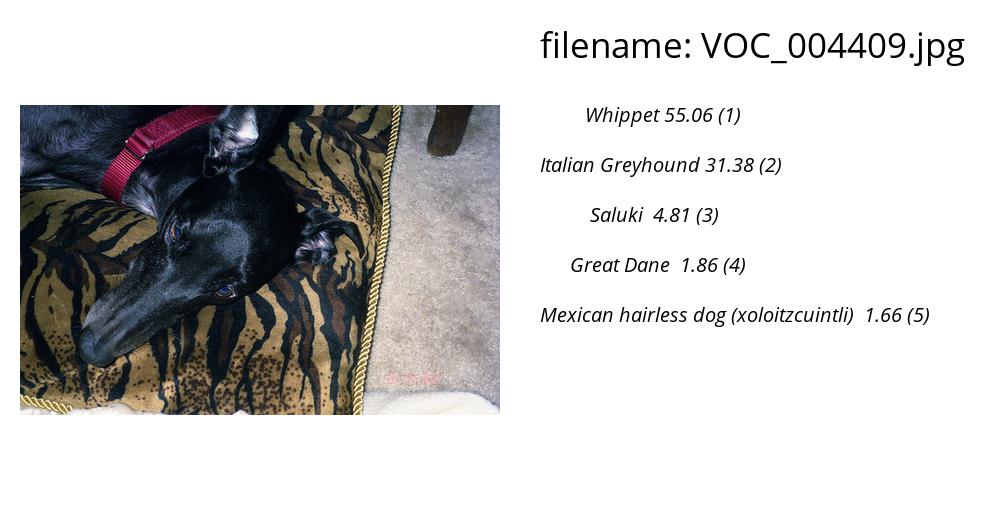 filename: VOC_004409.jpg
Whippet 55.06 (1)
Italian Greyhound 31.38 (2)
Saluki 4.81 (3)
Great Dane 1.86 (4)
Mexican hairless dog (xoloitzcuintli) 1.66 (5)